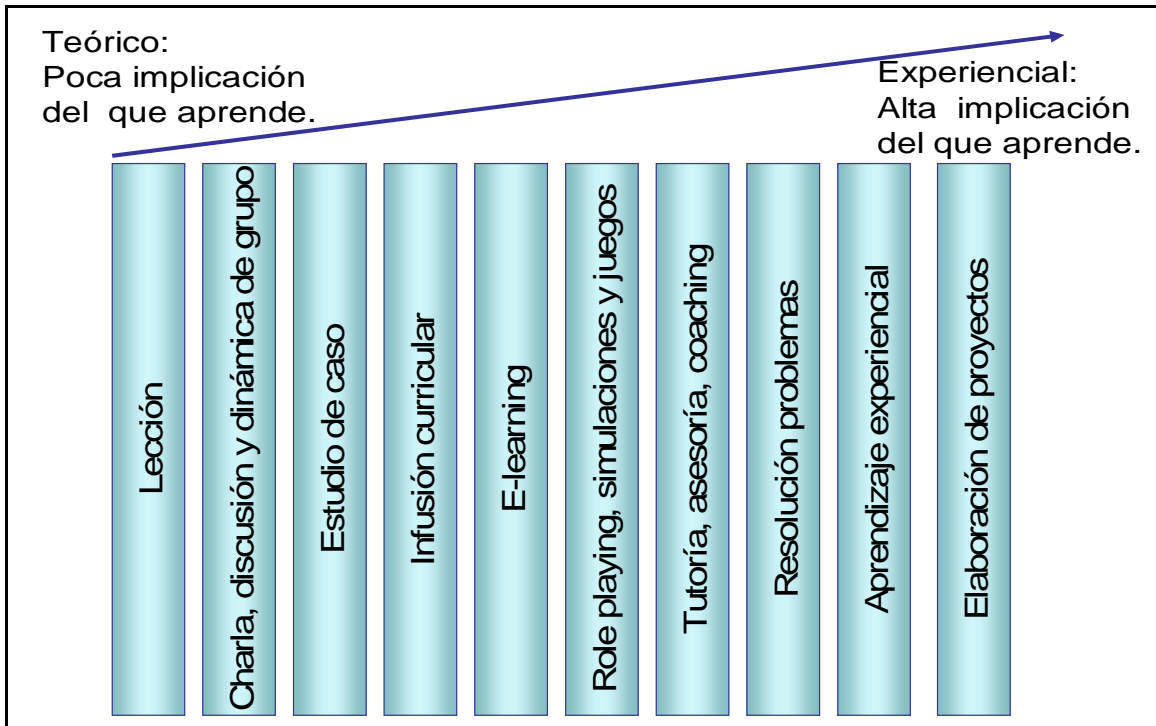 Teórico:
Poca implicación
del que aprende.
Experiencial:
Alta implicación
del que aprende.
Lección
Charla, discusión y dinámica de grupo
Estudio de caso
Infusión curricular
E-learning
Role playing, simulaciones y juegos
Tutoría, asesoría, coaching
Resolución problemas
Aprendizaje experiencial
Elaboración de proyectos